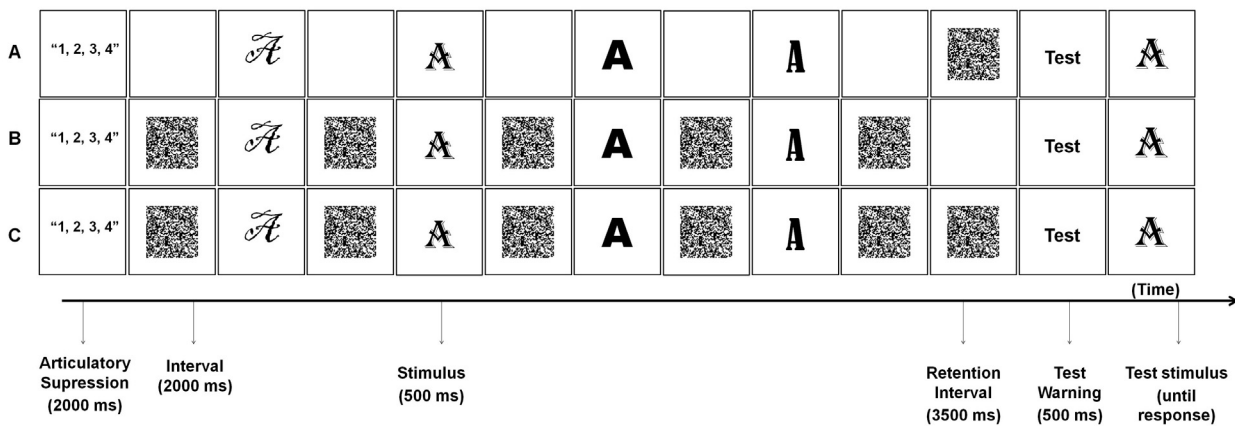 A "1, 2, 3, 4" A A A A Test A
B "1, 2, 3, 4" A A A A Test A
C "1, 2, 3, 4" A A A A Test A
(Time)
Articulatory
Supression
(2000 ms)
Interval
(2000 ms)
Stimulus
(500 ms)
Retention
Interval
(3500 ms)
Test
Warning
(500 ms)
Test stimulus
(until
response)